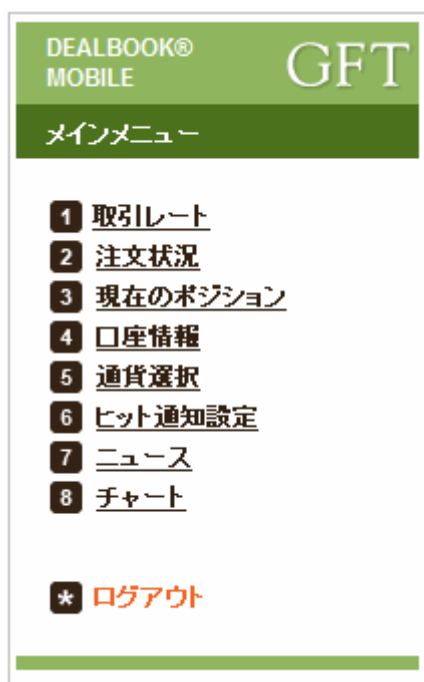 DEALBOOK®
MOBILE
GFT
メインメニュー
1 取引レート
2 注文状況
3 現在のポジション
4 口座情報
5 通貨選択
6 ヒット通知設定
7 ニュース
8 チャート
* ログアウト